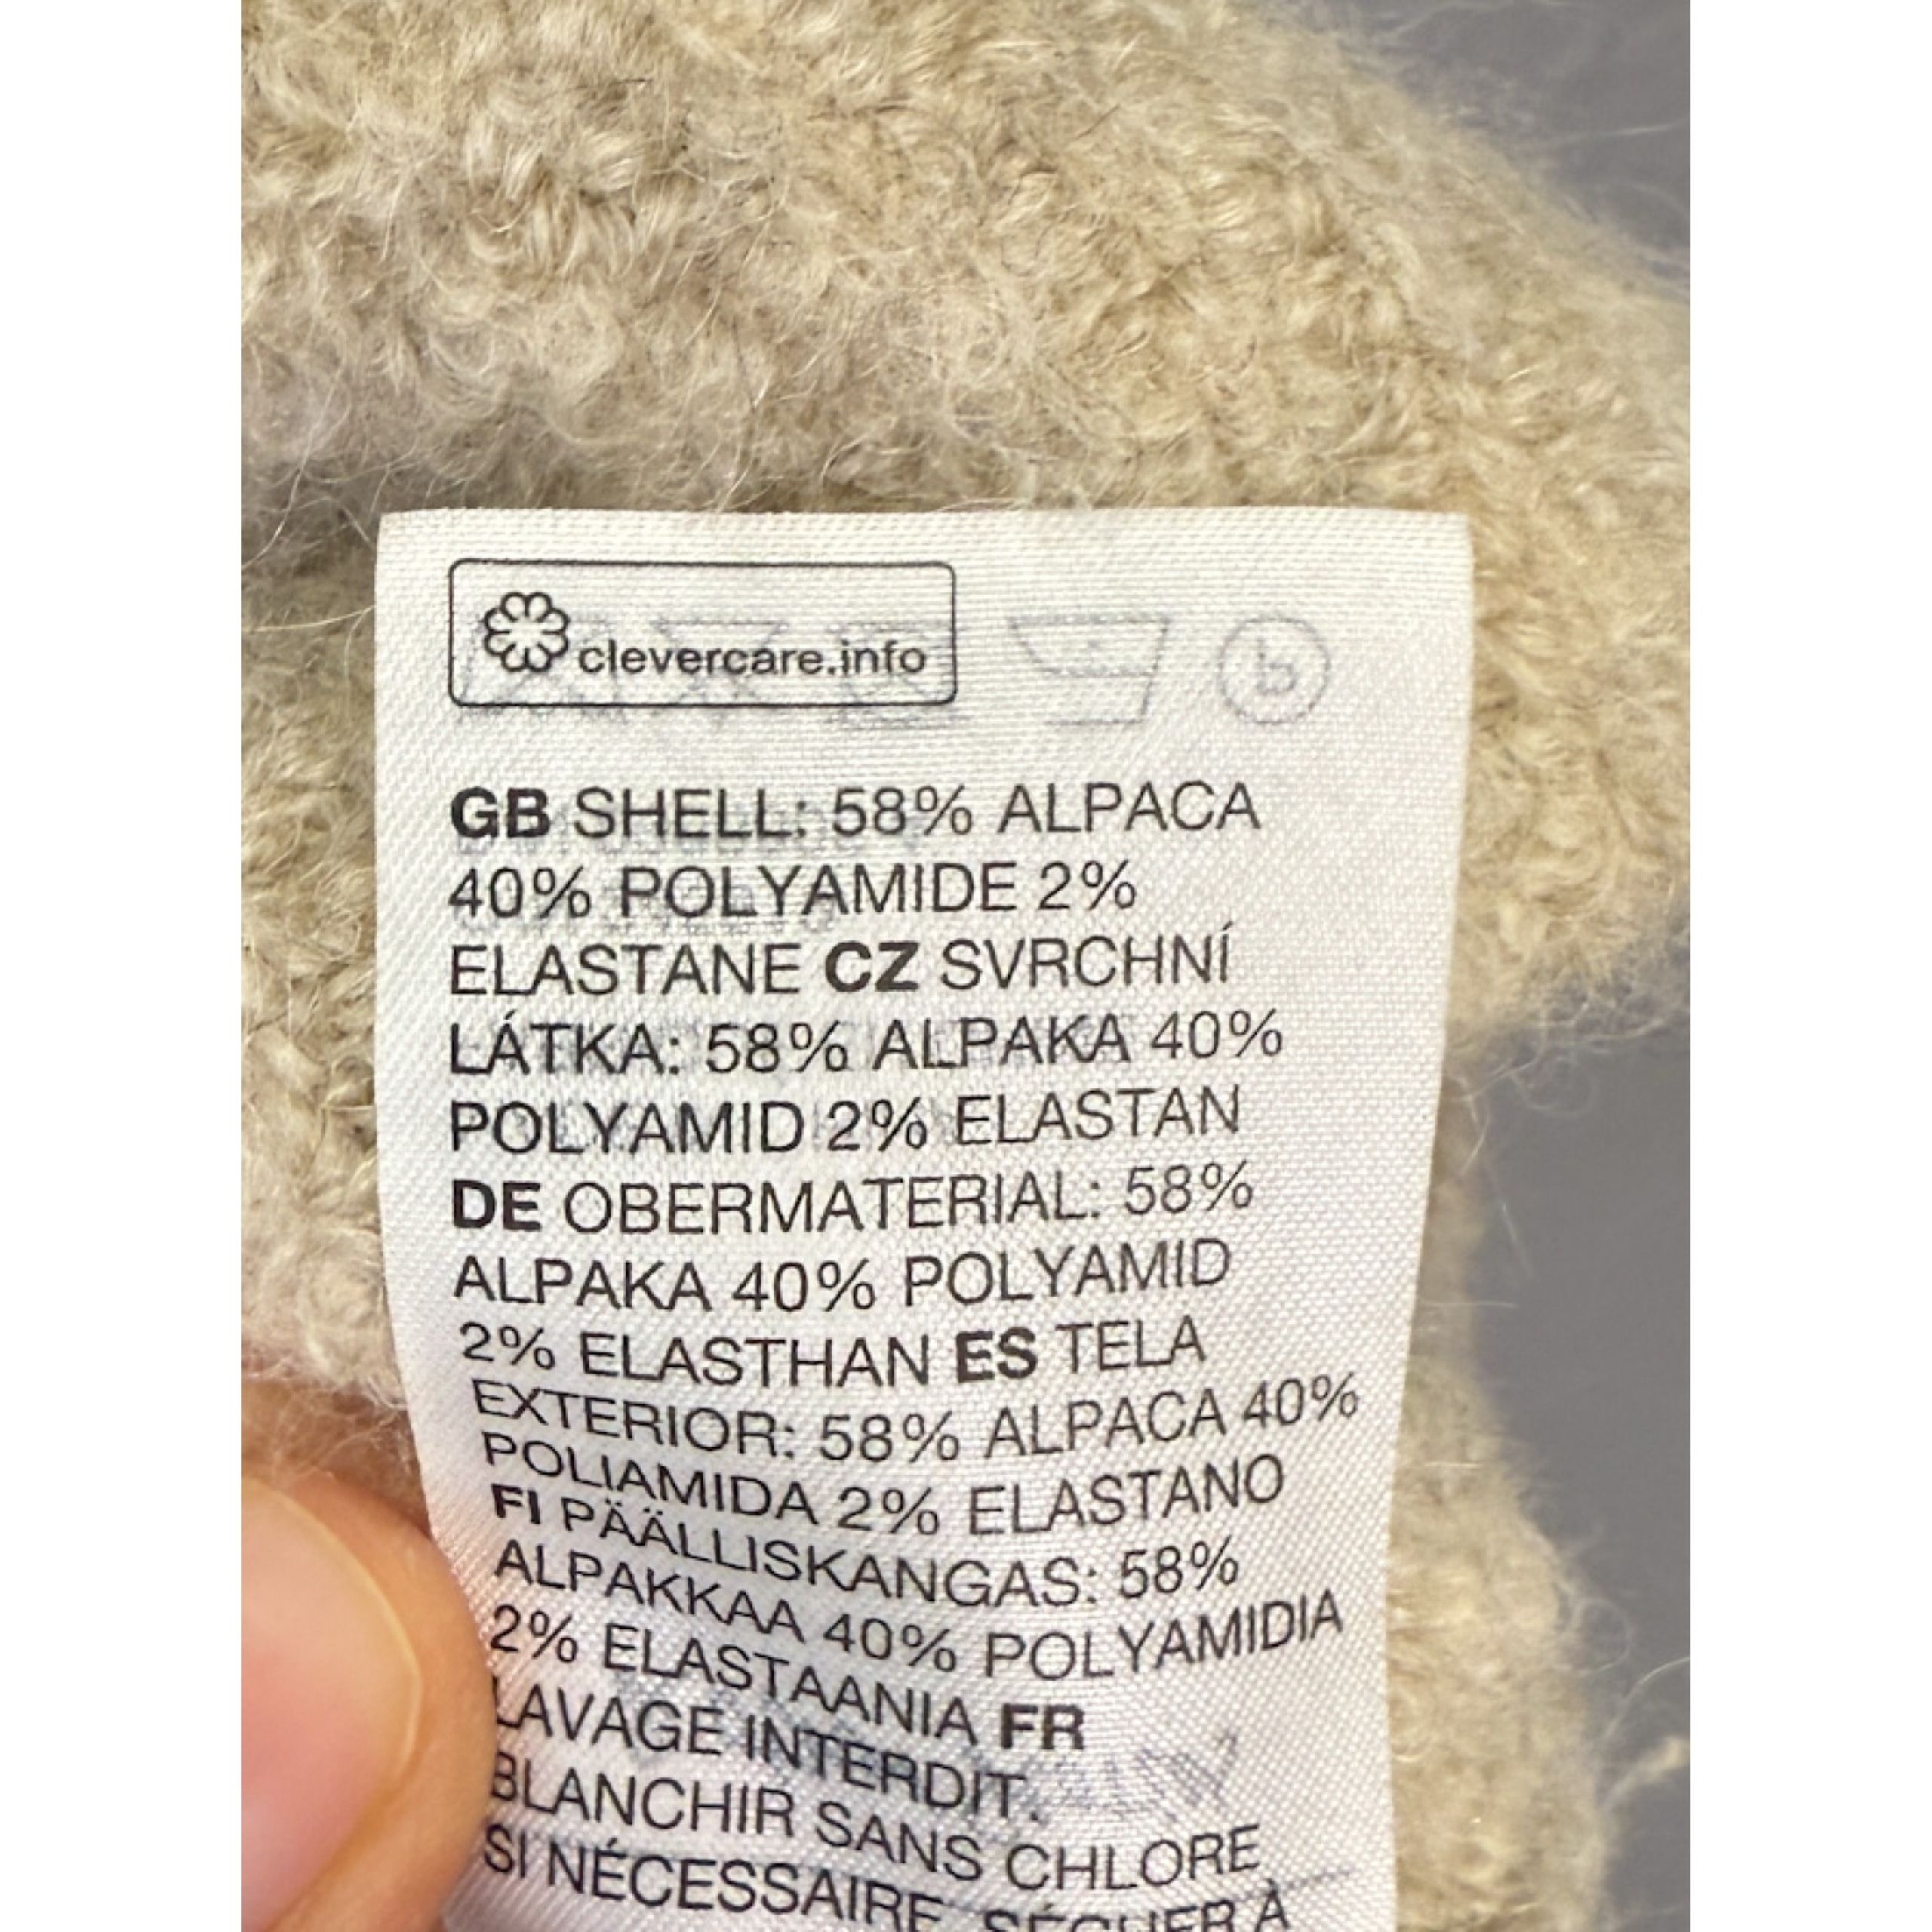 clevercare.info
GB SHELL: 58% ALPACA
40% POLYAMIDE 2%
ELASTANE CZ SVRCHNÍ
LÁTKA: 58% ALPAKA 40%
POLYAMID 2% ELASTAN
DE OBERMATERIAL: 58%
ALPAKA 40% POLYAMID
2% ELASTHAN ES TELA
EXTERIOR: 58% ALPACA 40%
POLIAMIDA 2% ELASTANO
FI PÄÄLLISKANGAS: 58%
ALPAKKAA 40% POLYAMIDIA
2% ELASTAANIA FR
LAVAGE INTERDIT.
BLANCHIR SANS CHLORE
SI NÉCESSAIRE SÉCHER À